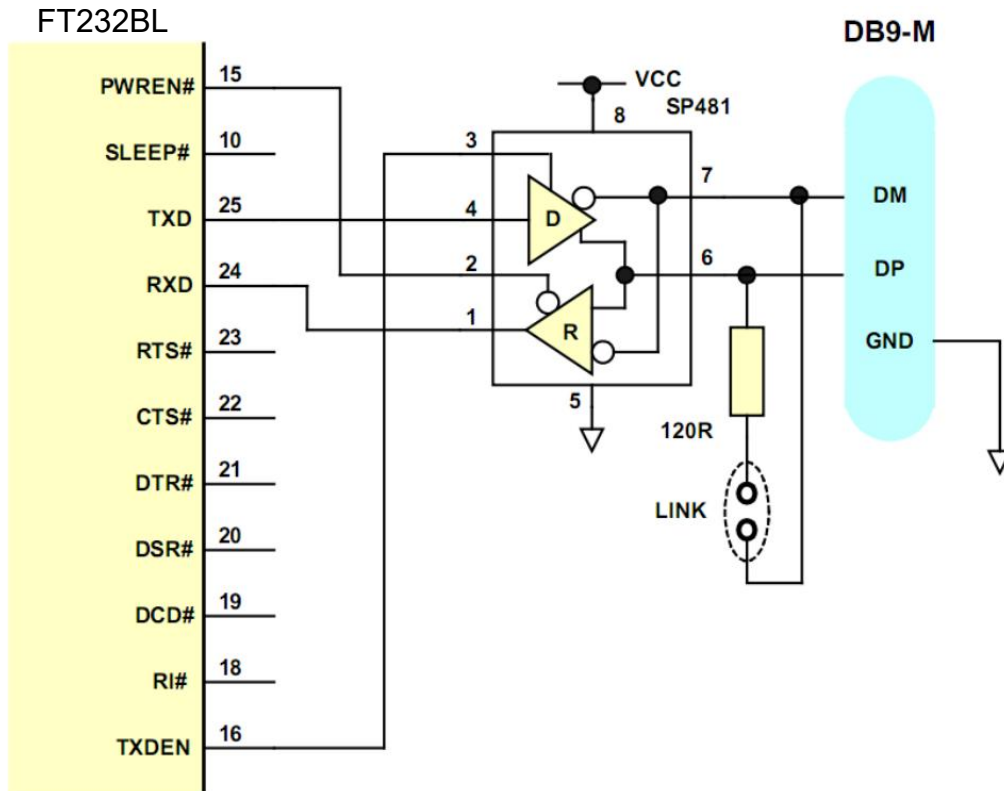 FT232BL
DB9-M
PWREN# 15
SLEEP# 10
TXD 25
RXD 24
RTS# 23
CTS# 22
DTR# 21
DSR# 20
DCD# 19
RI# 18
TXDEN 16
VCC
SP481
8
3
4
2
1
D
R
7
6
5
120R
LINK
DM
DP
GND